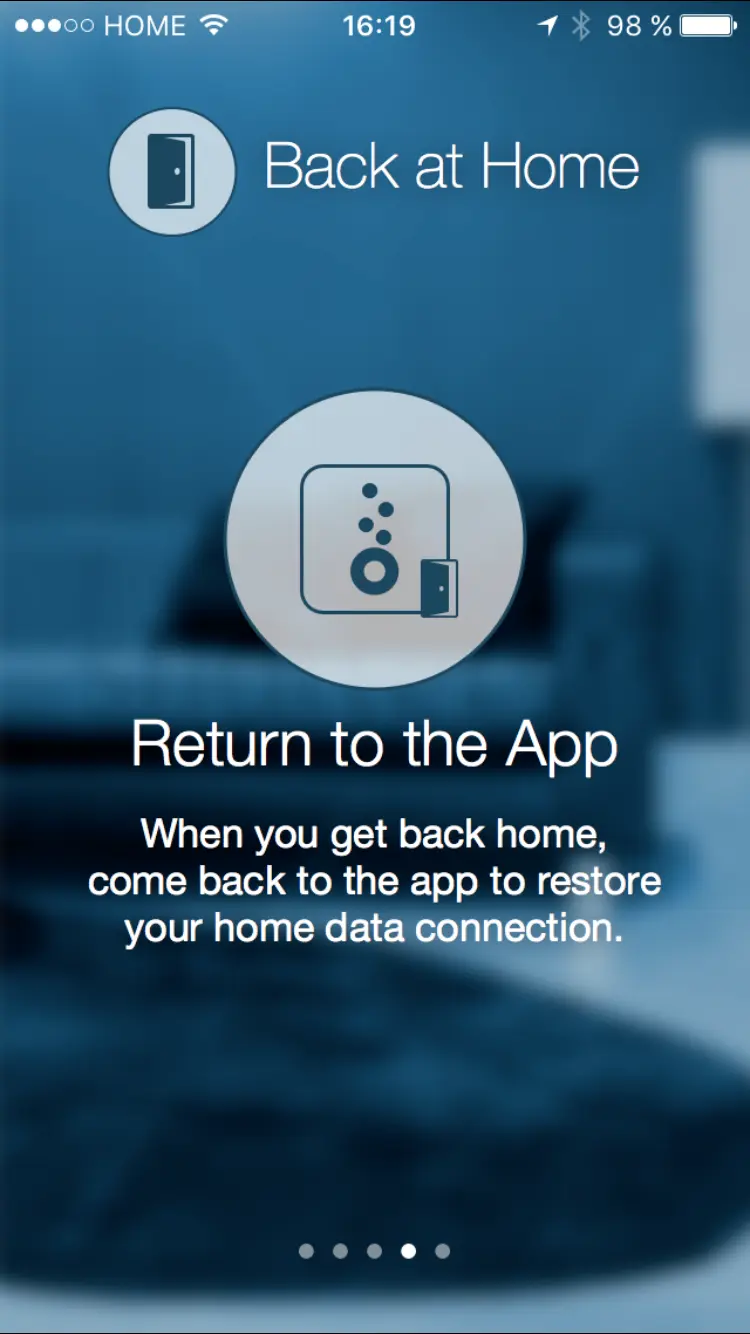 HOME 16:19 98 %
Back at Home
Return to the App
When you get back home,
come back to the app to restore
your home data connection.